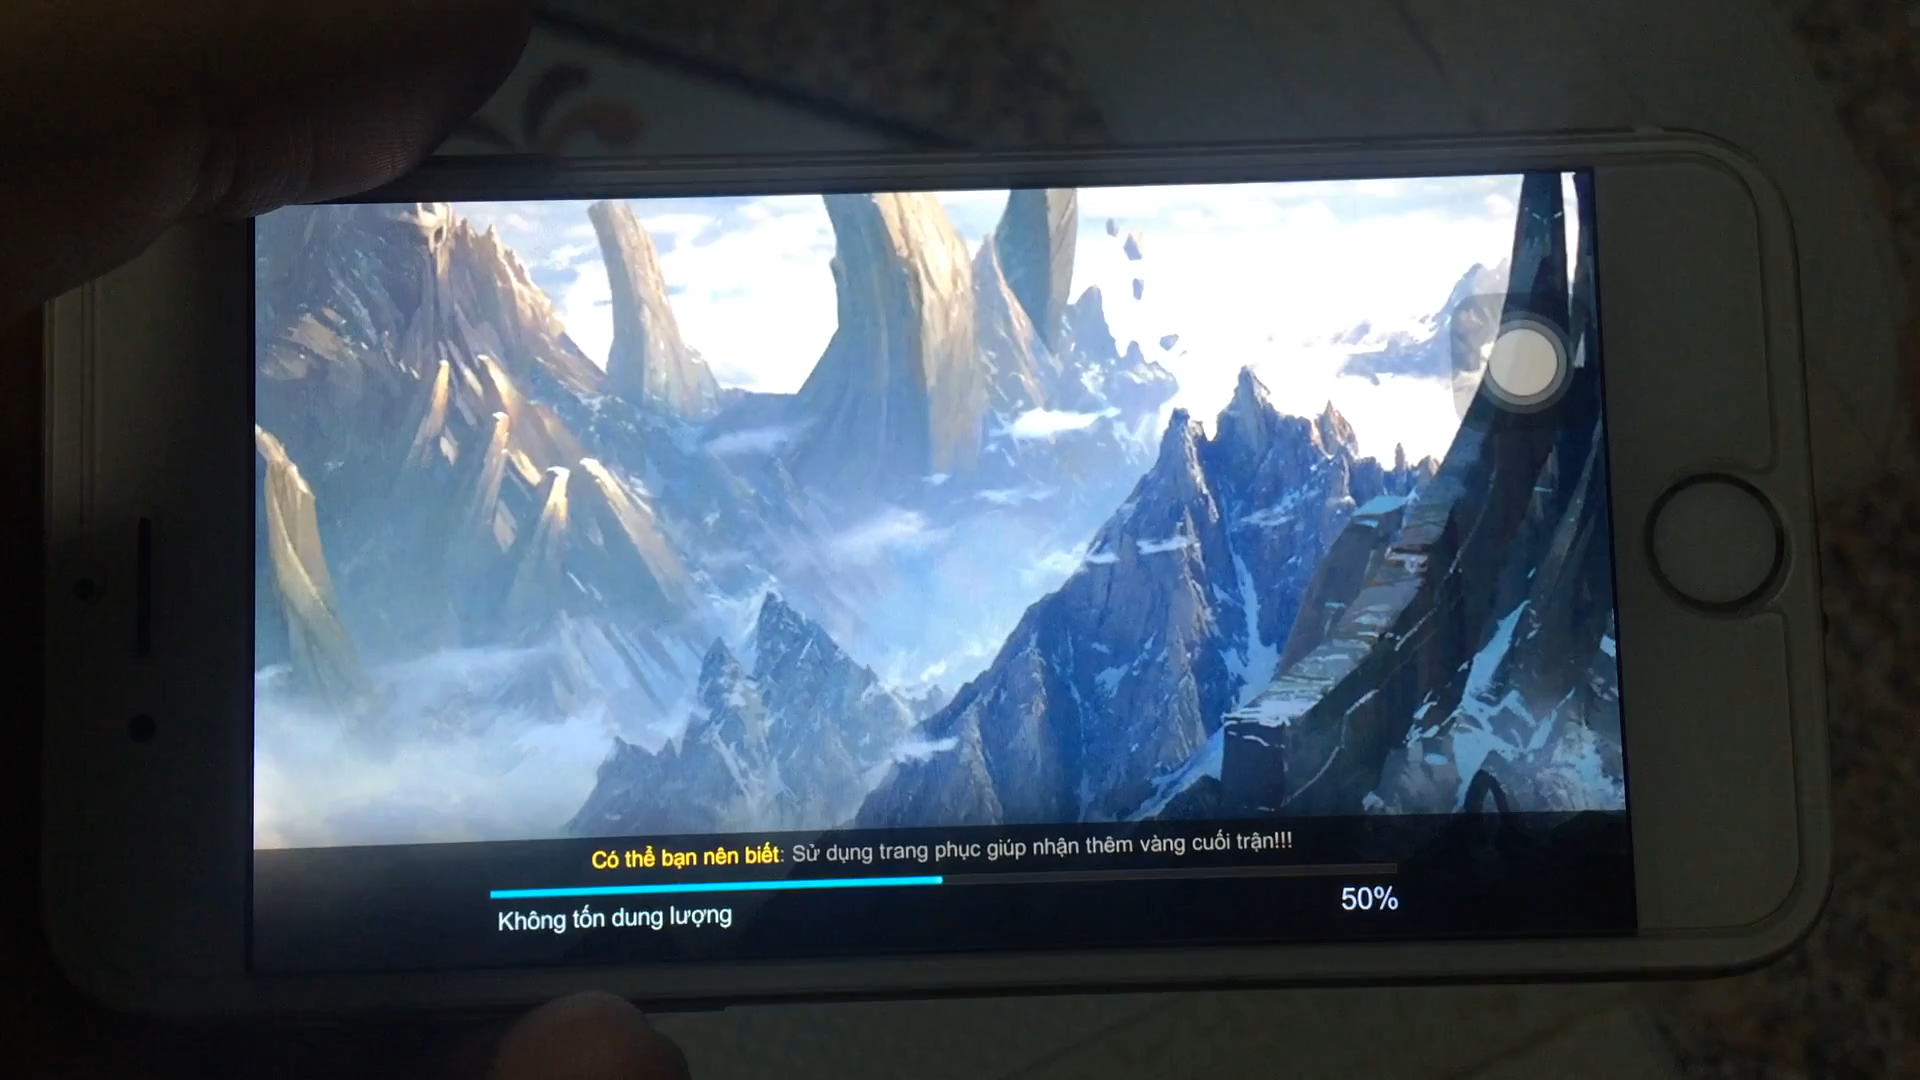 Có thể bạn nên biết: Sử dụng trang phục giúp nhận thêm vàng cuối trận!!!
50%
Không tốn dung lượng